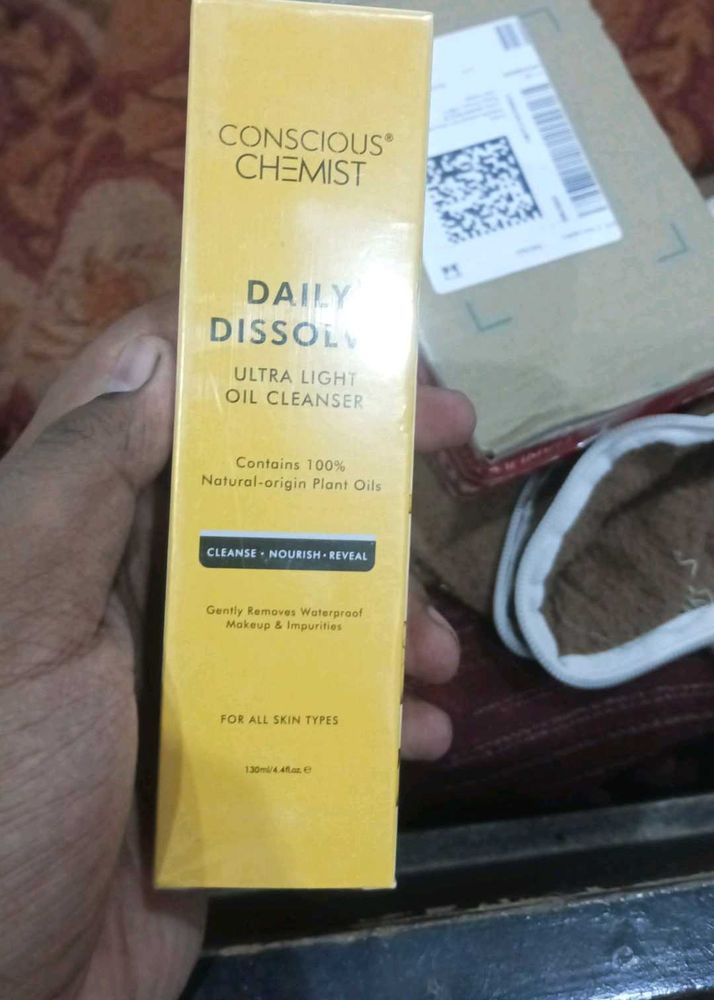 CONSCIOUS®
CHEMIST
DAILY
DISSOLV
ULTRA LIGHT
OIL CLEANSER
Contains 100%
Natural-origin Plant Oils
CLEANSE • NOURISH • REVEAL
Gently Removes Waterproof
Makeup & Impurities
FOR ALL SKIN TYPES
130ml/4.4fl.oz. ℮